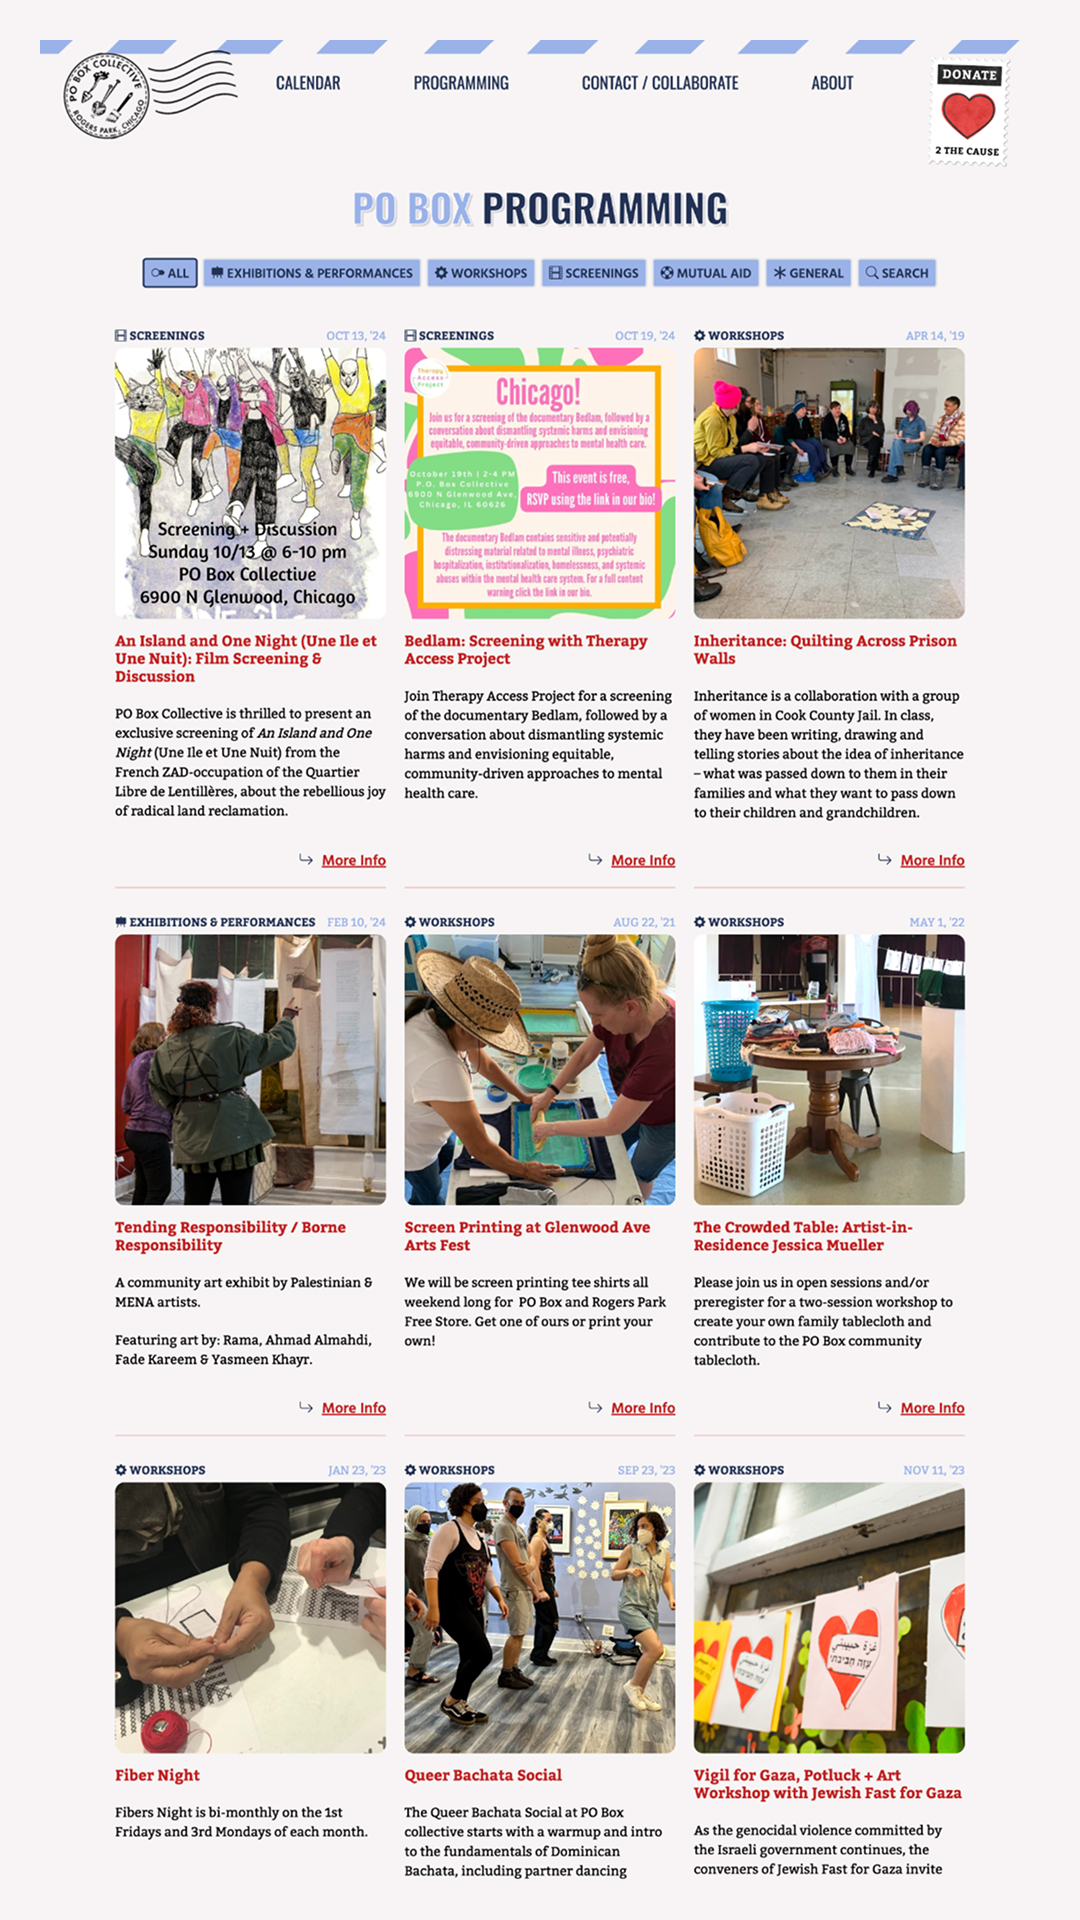 PO BOX COLLECTIVE
ROGERS PARK, CHICAGO
CALENDAR
PROGRAMMING
CONTACT / COLLABORATE
ABOUT
DONATE
2 THE CAUSE
PO BOX PROGRAMMING
ALL
EXHIBITIONS & PERFORMANCES
WORKSHOPS
SCREENINGS
MUTUAL AID
GENERAL
SEARCH
SCREENINGS OCT 13, '24
Screening + Discussion
Sunday 10/13 @ 6-10 pm
PO Box Collective
6900 N Glenwood, Chicago
An Island and One Night (Une Ile et
Une Nuit): Film Screening &
Discussion
PO Box Collective is thrilled to present an
exclusive screening of An Island and One
Night (Une Ile et Une Nuit) from the
French ZAD-occupation of the Quartier
Libre de Lentillères, about the rebellious joy
of radical land reclamation.
More Info
SCREENINGS OCT 19, '24
Therapy
Access
Project
Chicago!
Join us for a screening of the documentary Bedlam, followed by a
conversation about dismantling systemic harms and envisioning
equitable, community-driven approaches to mental health care.
October 19th | 2-4 PM
P.O. Box Collective
6900 N Glenwood Ave,
Chicago, IL 60626
This event is free,
RSVP using the link in our bio!
The documentary Bedlam contains sensitive and potentially
distressing material related to mental illness, psychiatric
hospitalization, institutionalization, homelessness, and systemic
abuses within the mental health care system. For a full content
warning click the link in our bio.
Bedlam: Screening with Therapy
Access Project
Join Therapy Access Project for a screening
of the documentary Bedlam, followed by a
conversation about dismantling systemic
harms and envisioning equitable,
community-driven approaches to mental
health care.
More Info
WORKSHOPS APR 14, '19
Inheritance: Quilting Across Prison
Walls
Inheritance is a collaboration with a group
of women in Cook County Jail. In class,
they have been writing, drawing and
telling stories about the idea of inheritance
– what was passed down to them in their
families and what they want to pass down
to their children and grandchildren.
More Info
EXHIBITIONS & PERFORMANCES FEB 10, '24
Tending Responsibility / Borne
Responsibility
A community art exhibit by Palestinian &
MENA artists.
Featuring art by: Rama, Ahmad Almahdi,
Fade Kareem & Yasmeen Khayr.
More Info
WORKSHOPS AUG 22, '21
Screen Printing at Glenwood Ave
Arts Fest
We will be screen printing tee shirts all
weekend long for PO Box and Rogers Park
Free Store. Get one of ours or print your
own!
More Info
WORKSHOPS MAY 1, '22
The Crowded Table: Artist-in-
Residence Jessica Mueller
Please join us in open sessions and/or
preregister for a two-session workshop to
create your own family tablecloth and
contribute to the PO Box community
tablecloth.
More Info
WORKSHOPS JAN 23, '23
Fiber Night
Fibers Night is bi-monthly on the 1st
Fridays and 3rd Mondays of each month.
WORKSHOPS SEP 23, '23
Queer Bachata Social
The Queer Bachata Social at PO Box
collective starts with a warmup and intro
to the fundamentals of Dominican
Bachata, including partner dancing
WORKSHOPS NOV 11, '23
غزة حبيبتي
עזה חביבתי
Vigil for Gaza, Potluck + Art
Workshop with Jewish Fast for Gaza
As the genocidal violence committed by
the Israeli government continues, the
conveners of Jewish Fast for Gaza invite